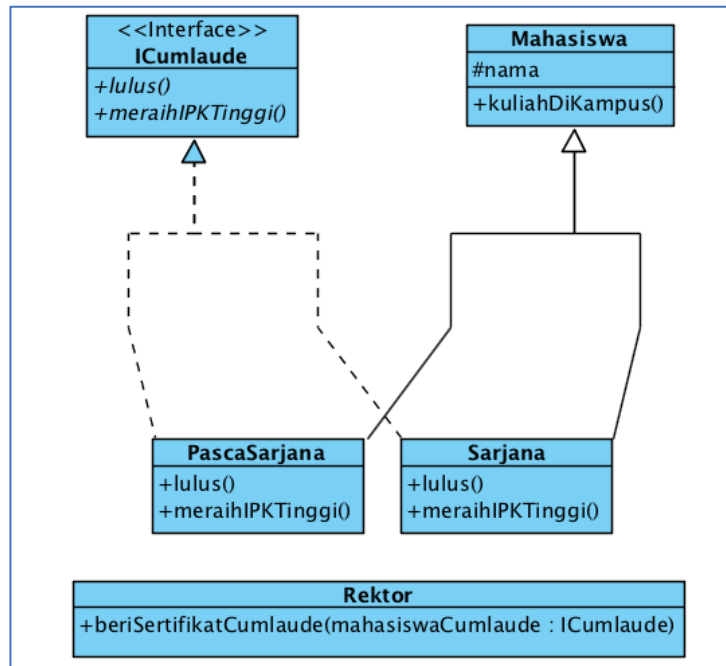 <<Interface>>
ICumlaude
+lulus()
+meraihIPKTinggi()
Mahasiswa
#nama
+kuliahDiKampus()
PascaSarjana
+lulus()
+meraihIPKTinggi()
Sarjana
+lulus()
+meraihIPKTinggi()
Rektor
+beriSertifikatCumlaude(mahasiswaCumlaude : ICumlaude)